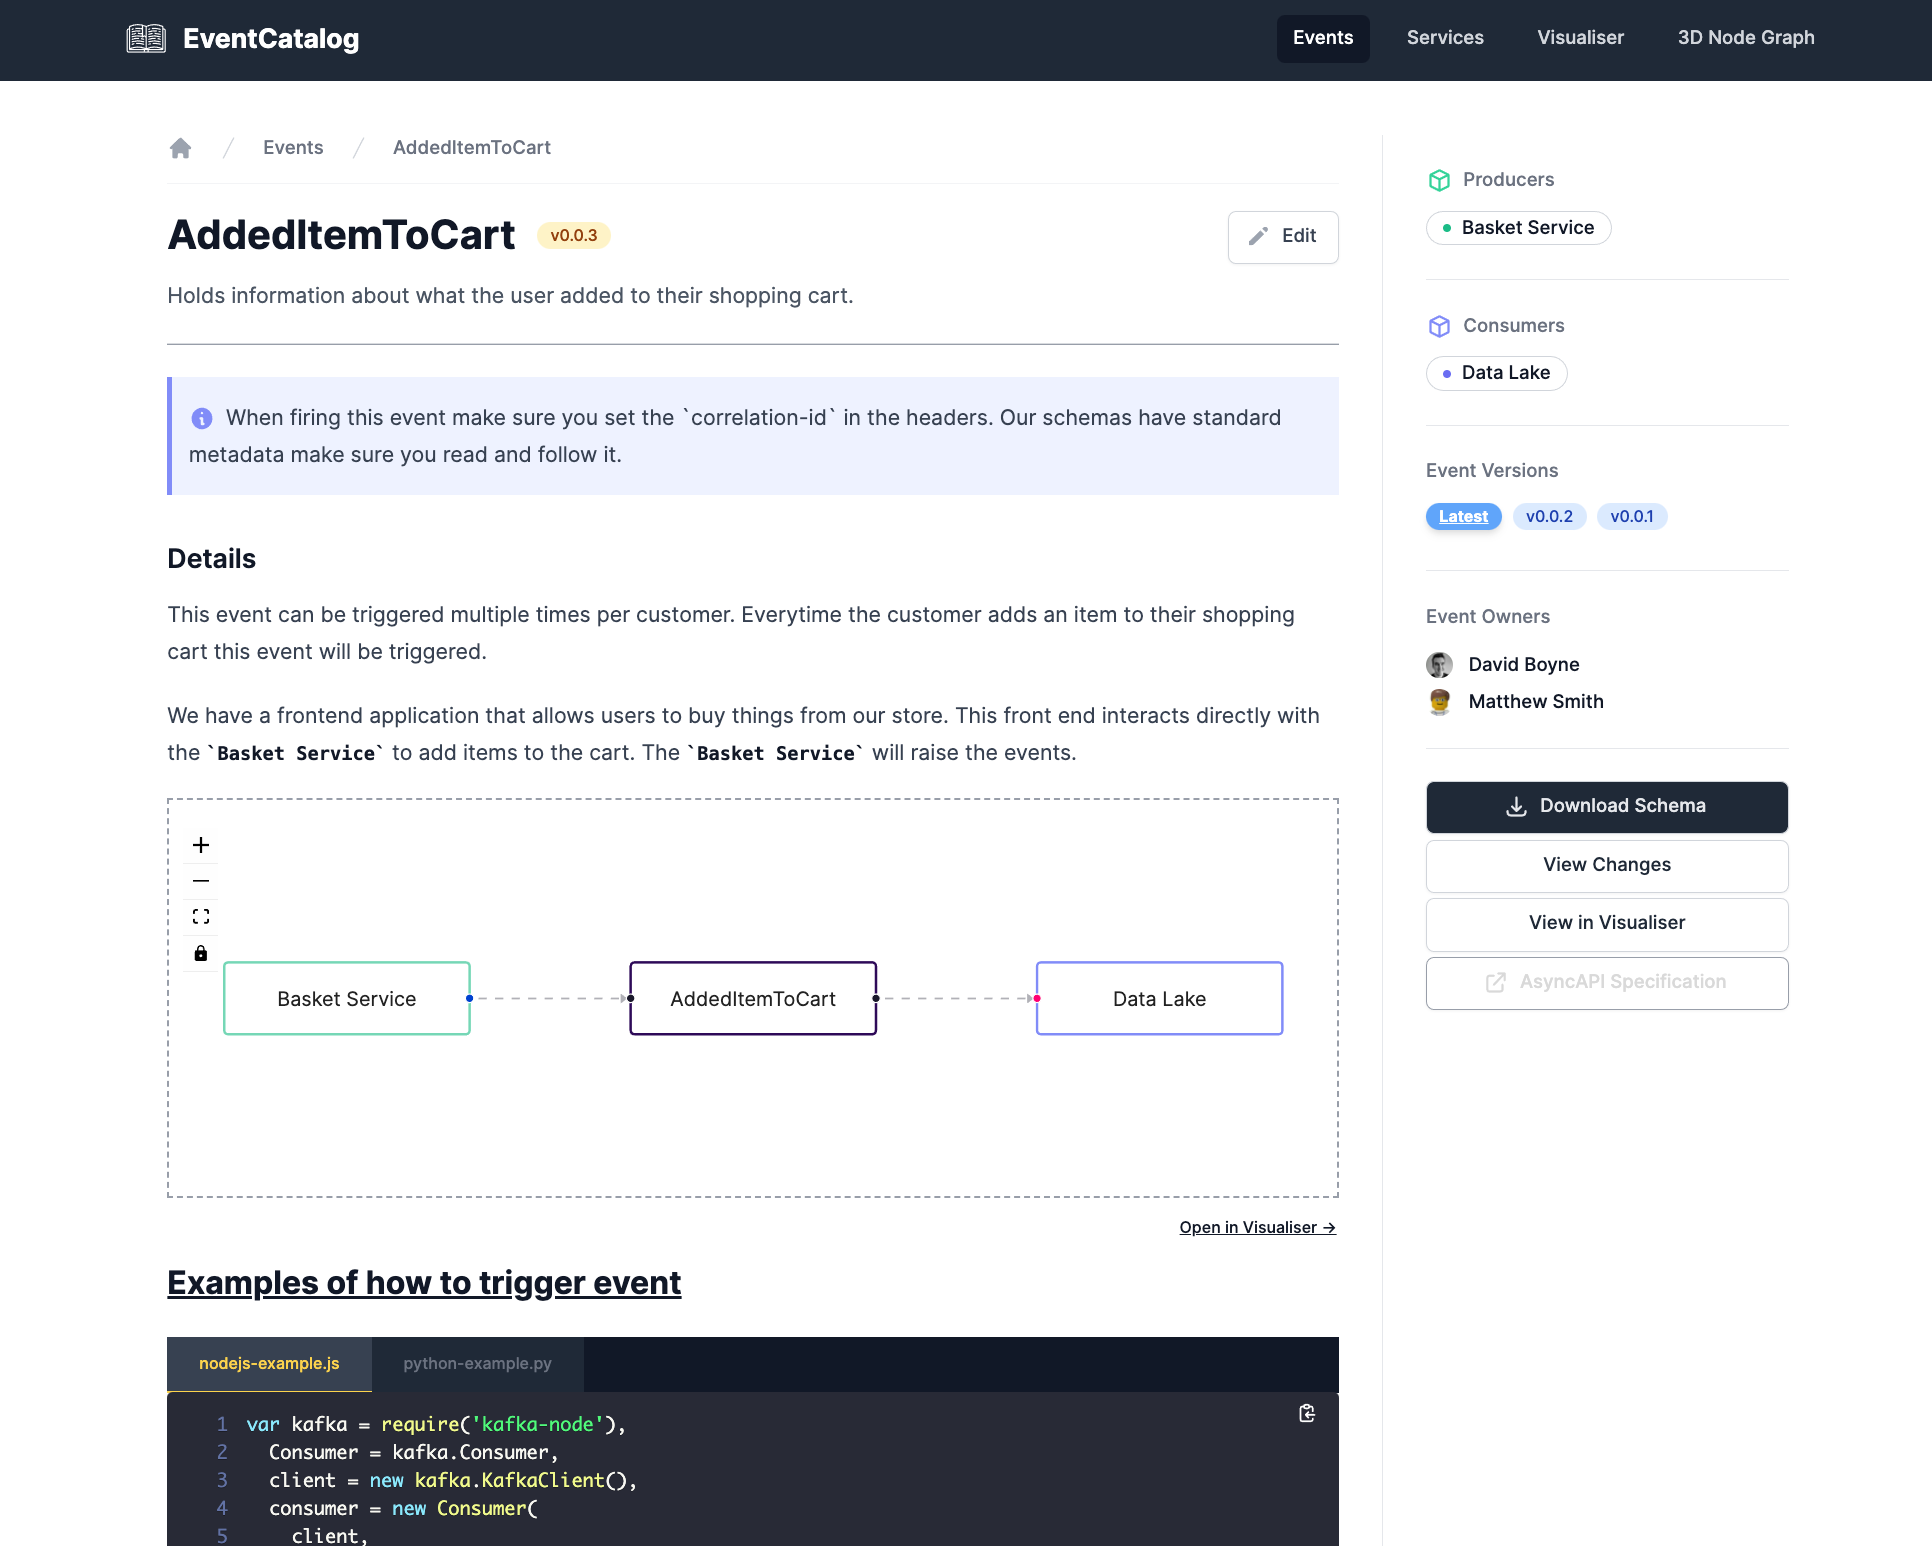 EventCatalog
Events
Services
Visualiser
3D Node Graph
Events / AddedItemToCart
AddedItemToCart
v0.0.3
Edit
Holds information about what the user added to their shopping cart.
When firing this event make sure you set the `correlation-id` in the headers. Our schemas have standard
metadata make sure you read and follow it.
Details
This event can be triggered multiple times per customer. Everytime the customer adds an item to their shopping
cart this event will be triggered.
We have a frontend application that allows users to buy things from our store. This front end interacts directly with
the `Basket Service` to add items to the cart. The `Basket Service` will raise the events.
Basket Service
AddedItemToCart
Data Lake
Open in Visualiser →
Examples of how to trigger event
nodejs-example.js
python-example.py
1 var kafka = require('kafka-node'),
2 Consumer = kafka.Consumer,
3 client = new kafka.KafkaClient(),
4 consumer = new Consumer(
5 client,
Producers
Basket Service
Consumers
Data Lake
Event Versions
Latest
v0.0.2
v0.0.1
Event Owners
David Boyne
Matthew Smith
Download Schema
View Changes
View in Visualiser
AsyncAPI Specification